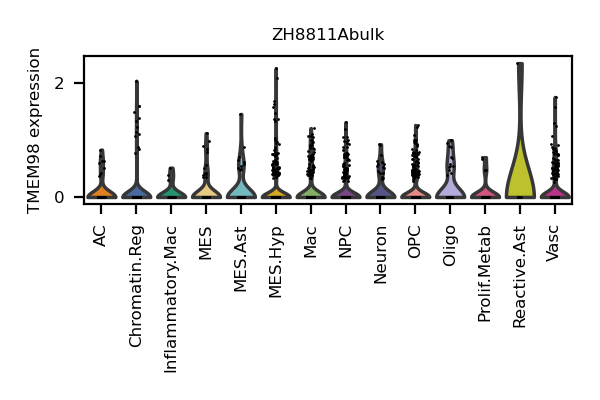 ZH8811Abulk
TMEM98 expression
2
0
AC
Chromatin.Reg
Inflammatory.Mac
MES
MES.Ast
MES.Hyp
Mac
NPC
Neuron
OPC
Oligo
Prolif.Metab
Reactive.Ast
Vasc